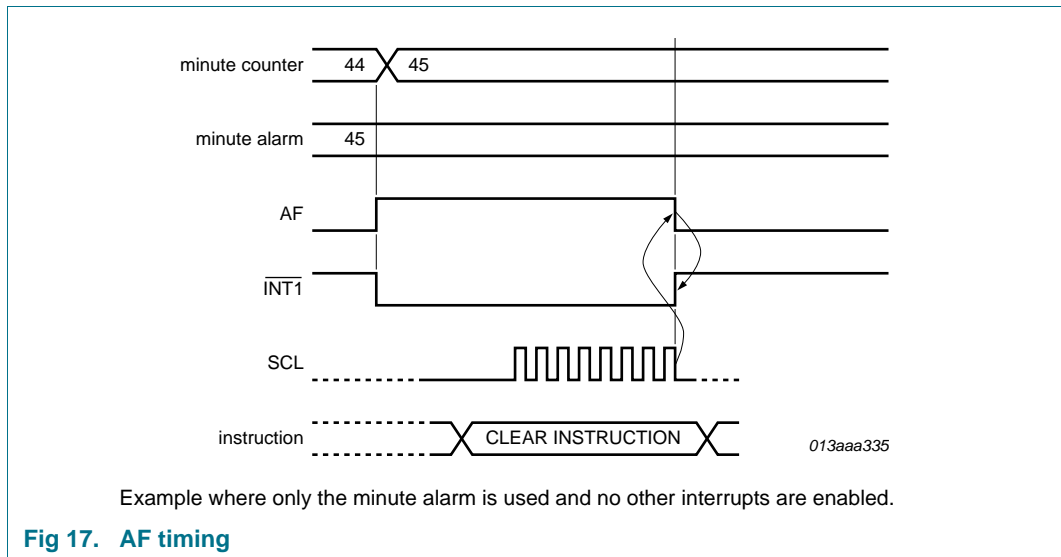 minute counter 44 45
minute alarm 45
AF
INT1
SCL
instruction CLEAR INSTRUCTION
013aaa335
Example where only the minute alarm is used and no other interrupts are enabled.
Fig 17. AF timing